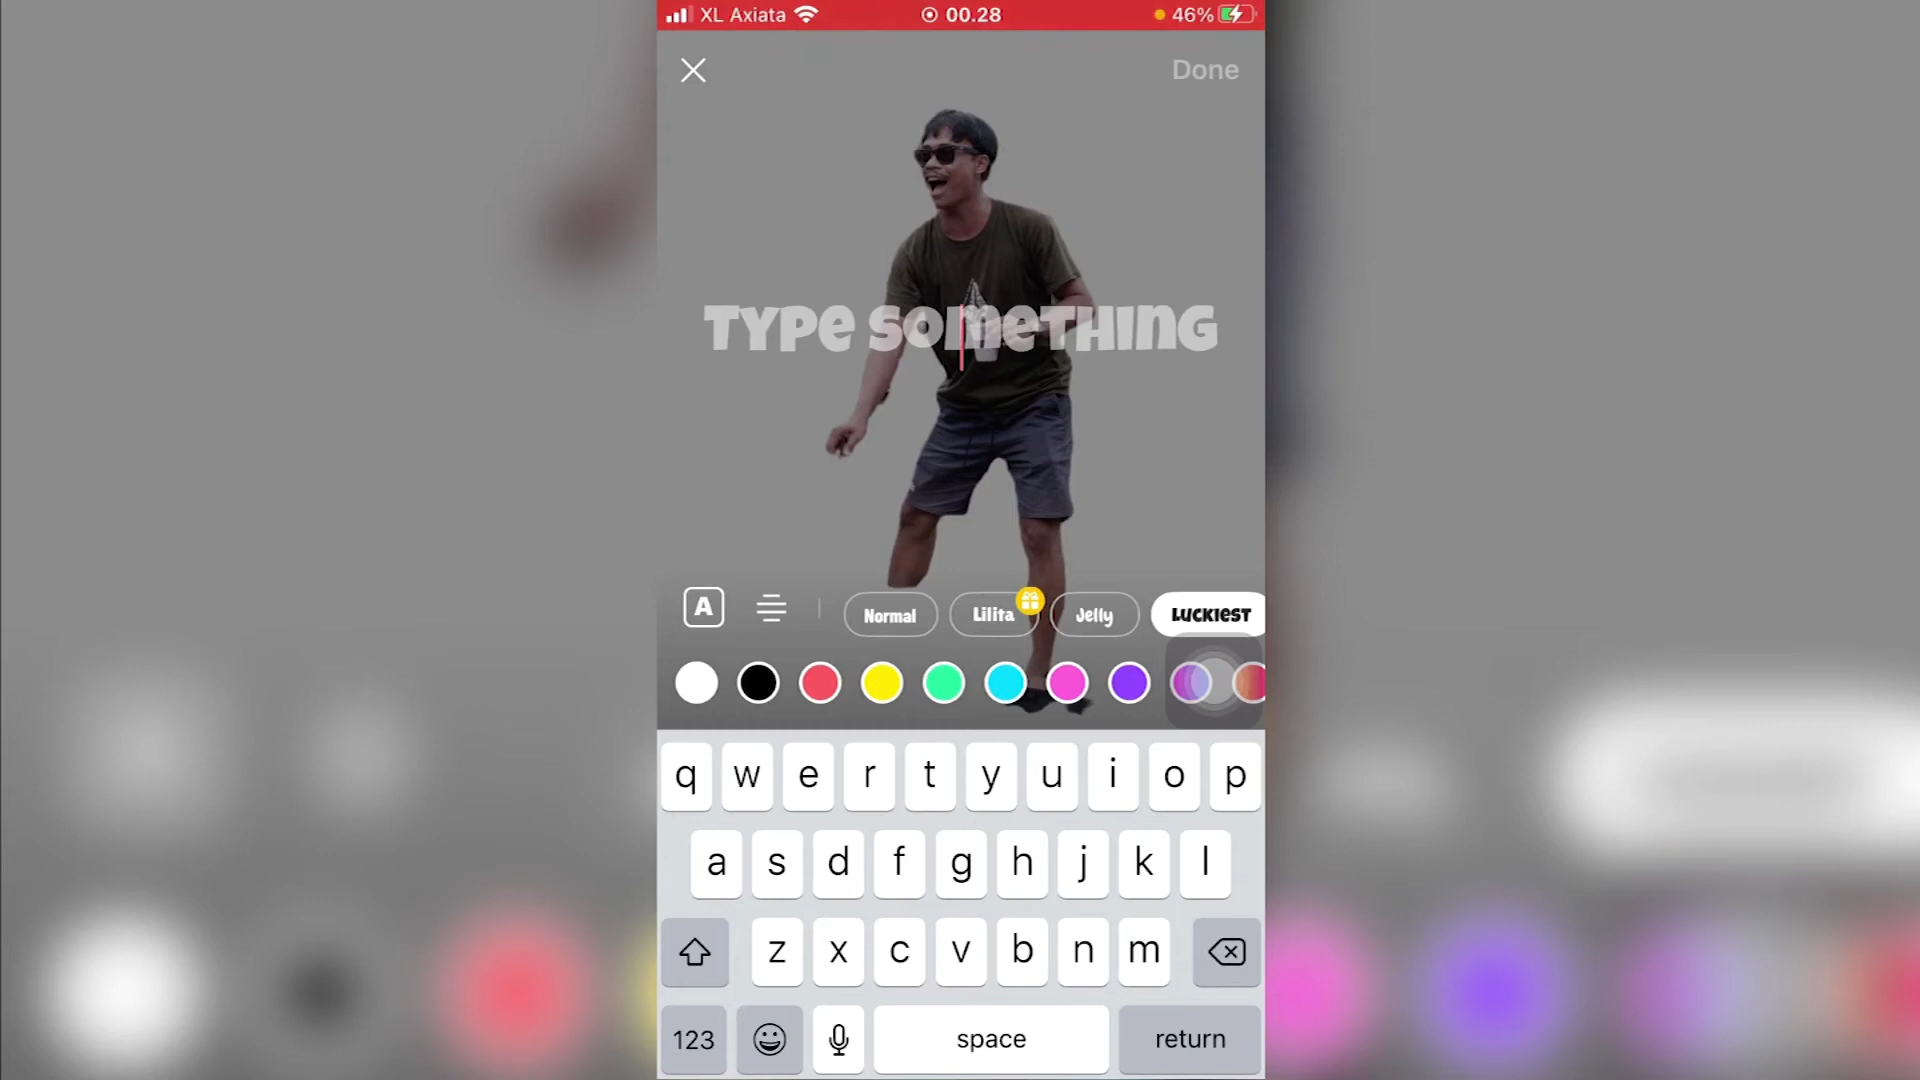 XL Axiata 00.28 46%
Done
TYPE SOMETHING
A Normal Lilita Jelly LUCKIEST
q w e r t y u i o p
a s d f g h j k l
z x c v b n m
123 space return